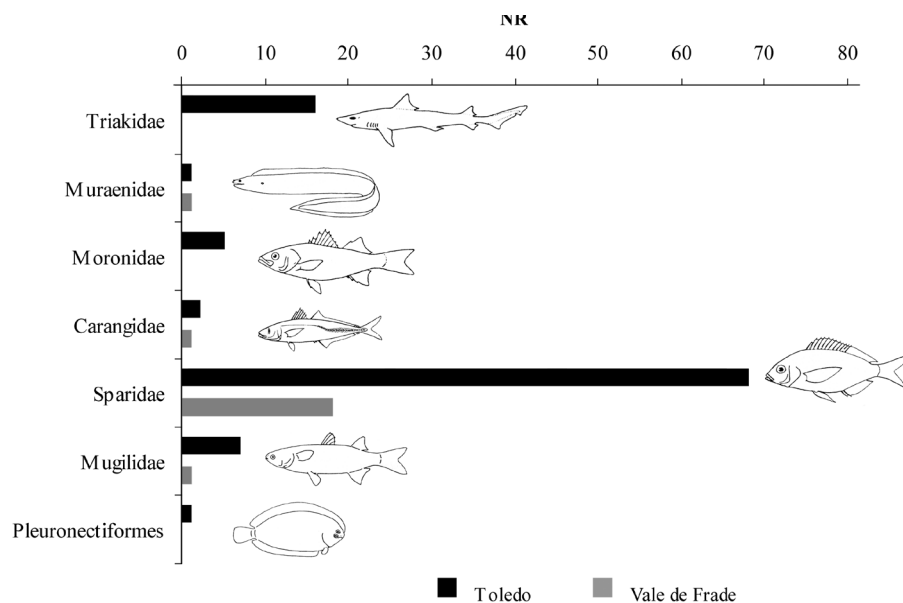 NR
0 10 20 30 40 50 60 70 80
Triakidae
Muraenidae
Moronidae
Carangidae
Sparidae
Mugilidae
Pleuronectiformes
Toledo Vale de Frade